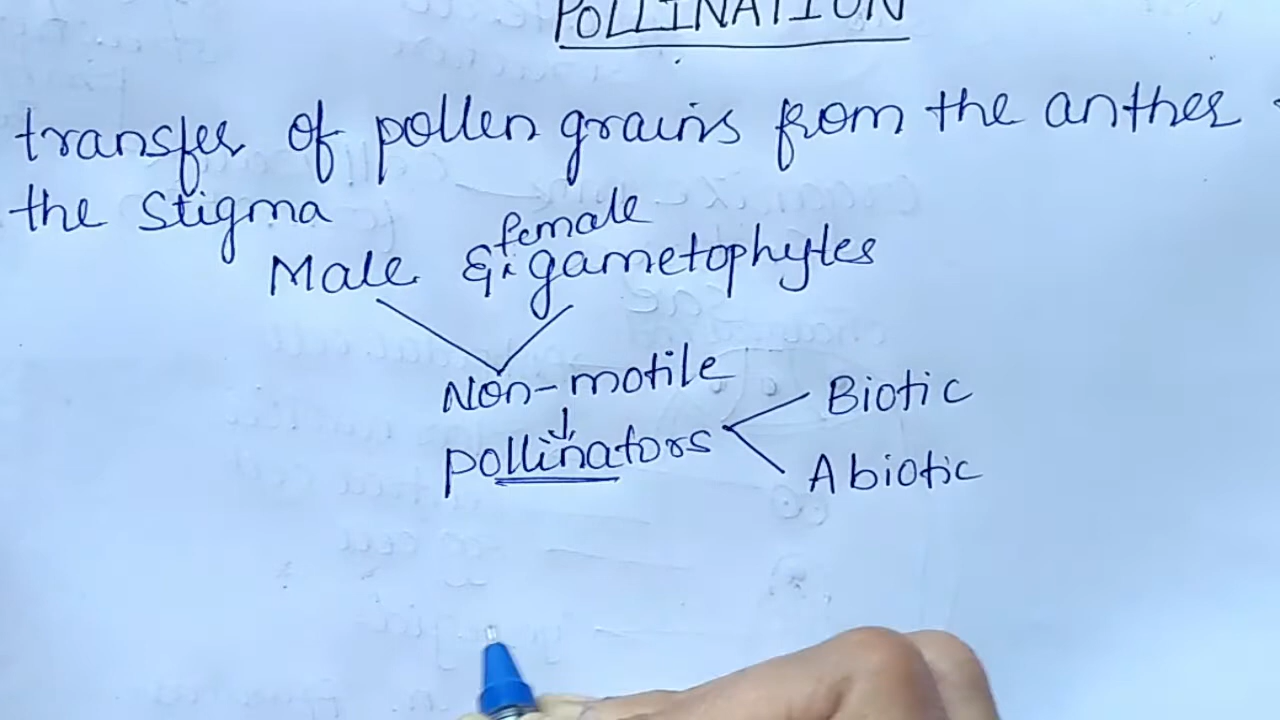 POLLINATION
transfer of pollen grains from the anther
the Stigma
Male & female gametophytes
Non-motile
pollinators
Biotic
Abiotic